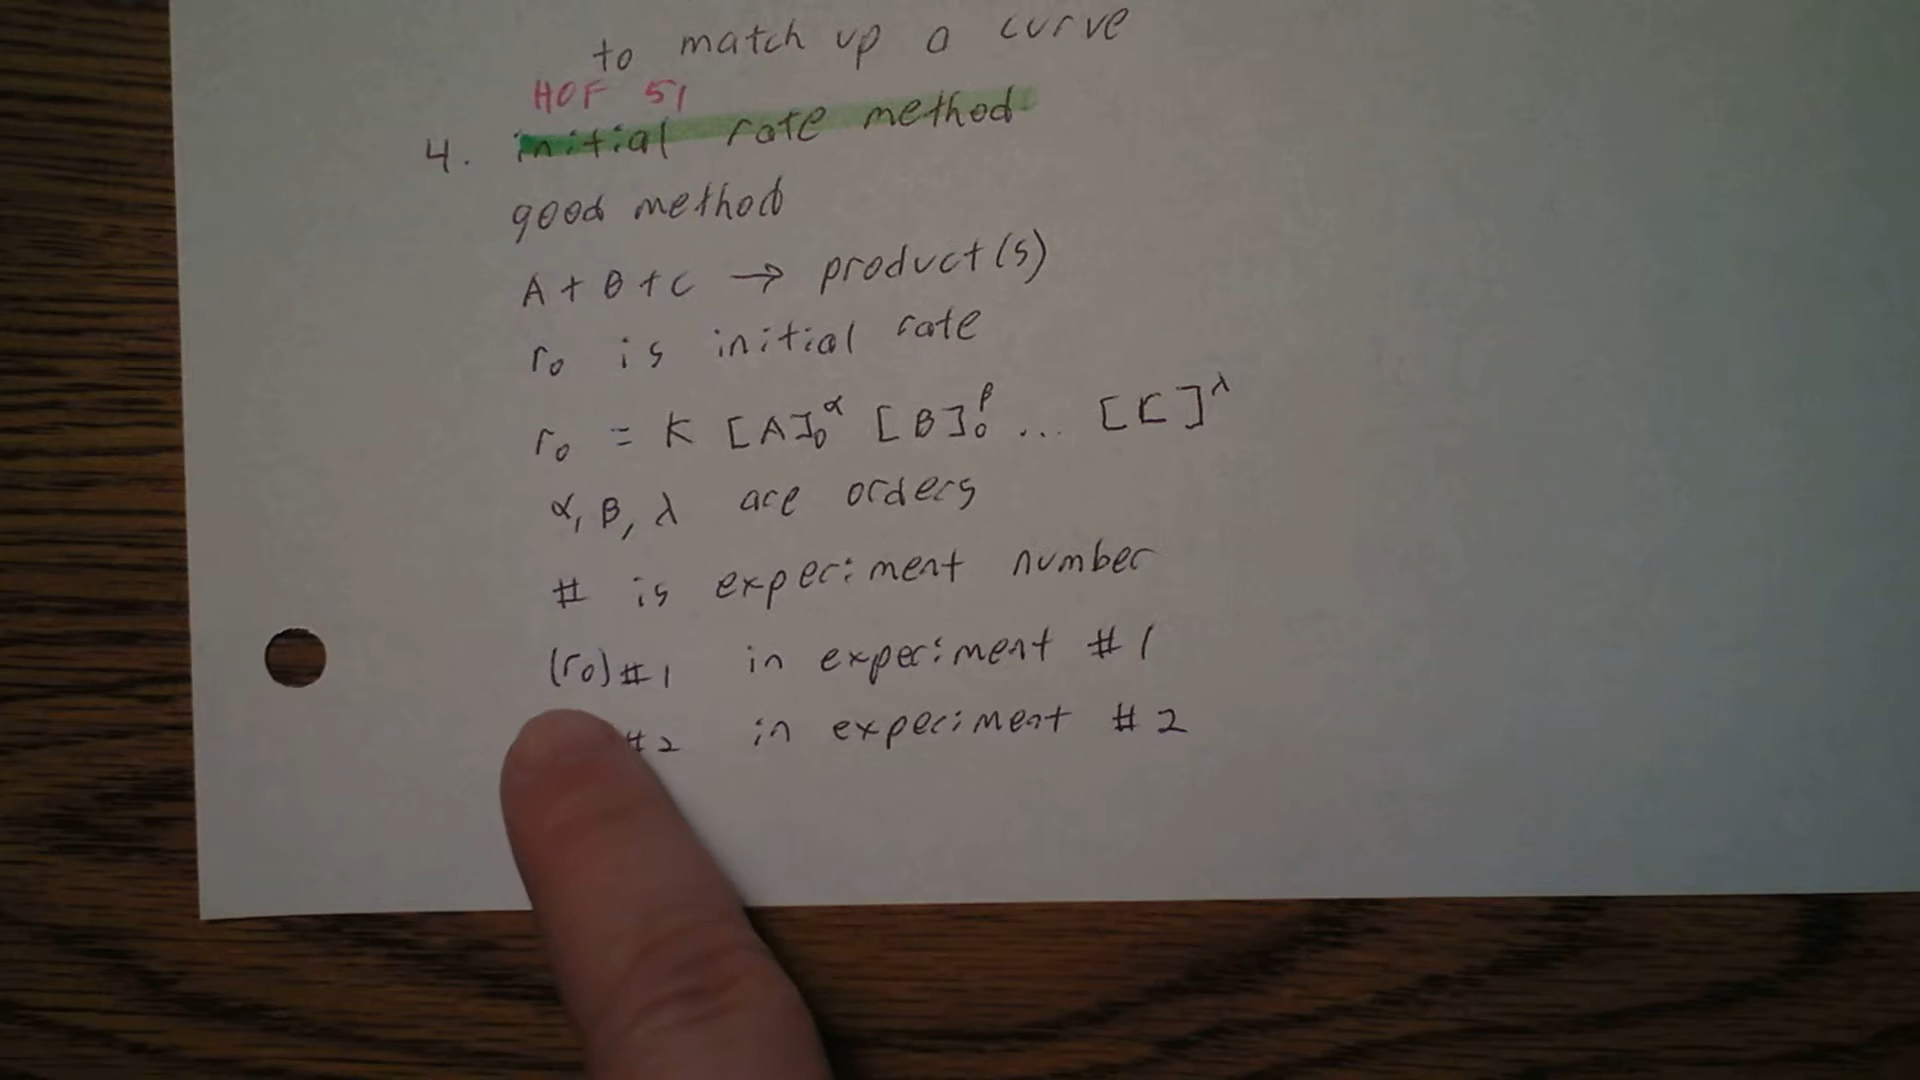 to match up a curve
HOF 51
4. initial rate method
good method
A + B + C → product(s)
r₀ is initial rate
r₀ = K [A]₀^α [B]₀^β ... [C]^λ
α, β, λ are orders
# is experiment number
(r₀)#1 in experiment #1
#2 in experiment #2